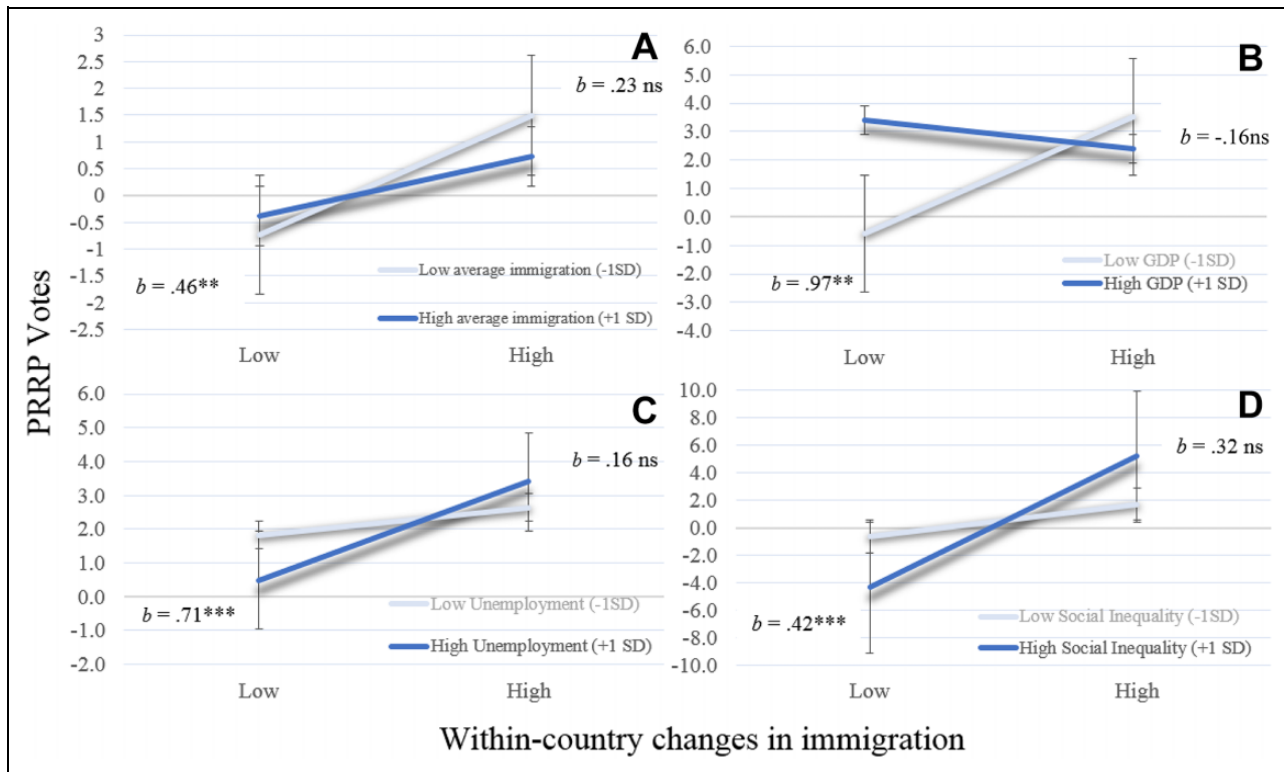 A
3
2.5
2
1.5
1
0.5
0
-0.5
-1
-1.5
-2
-2.5
b = .23 ns
b = .46**
Low average immigration (-1SD)
High average immigration (+1 SD)
Low
High
B
6.0
5.0
4.0
3.0
2.0
1.0
0.0
-1.0
-2.0
-3.0
-4.0
b = -.16ns
b = .97**
Low GDP (-1SD)
High GDP (+1 SD)
Low
High
PRRP Votes
C
6.0
5.0
4.0
3.0
2.0
1.0
0.0
-1.0
-2.0
b = .16 ns
b = .71***
Low Unemployment (-1SD)
High Unemployment (+1 SD)
Low
High
D
10.0
8.0
6.0
4.0
2.0
0.0
-2.0
-4.0
-6.0
-8.0
-10.0
b = .32 ns
b = .42***
Low Social Inequality (-1SD)
High Social Inequality (+1 SD)
Low
High
Within-country changes in immigration